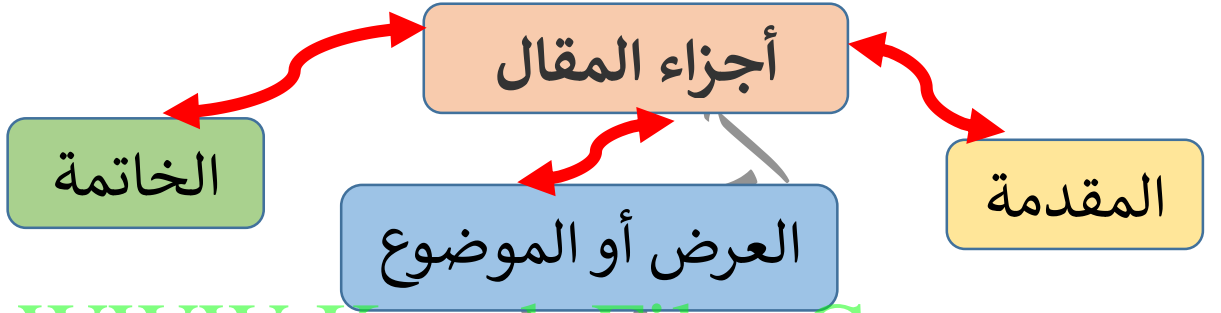 أجزاء المقال
المقدمة
العرض أو الموضوع
الخاتمة